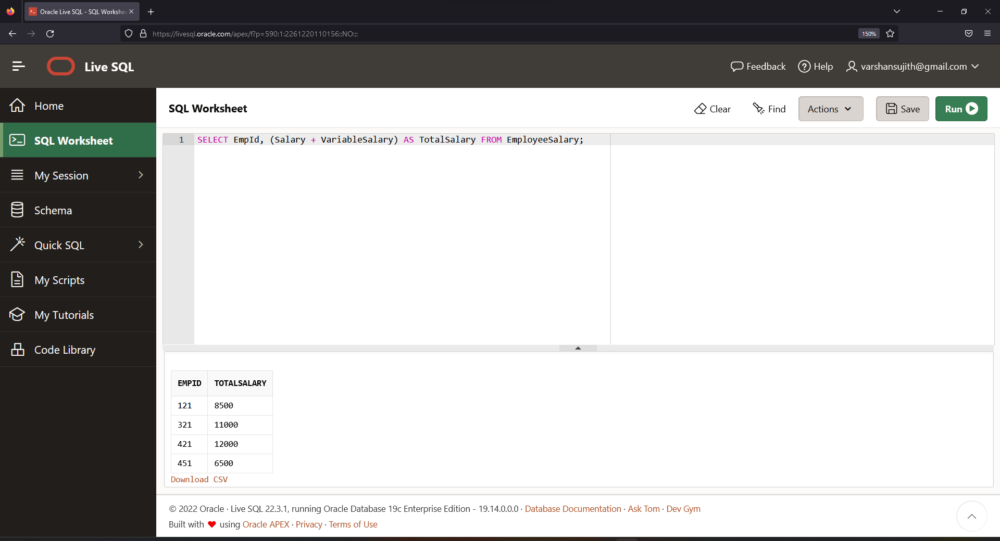 Oracle Live SQL - SQL Workshe
https://livesql.oracle.com/apex/f?p=590:1:2261220110156::NO:::
150%
Live SQL
Feedback
Help
varshansujith@gmail.com
Home
SQL Worksheet
My Session
Schema
Quick SQL
My Scripts
My Tutorials
Code Library
SQL Worksheet
Clear
Find
Actions
Save
Run
1 SELECT EmpId, (Salary + VariableSalary) AS TotalSalary FROM EmployeeSalary;
EMPID TOTALSALARY
121 8500
321 11000
421 12000
451 6500
Download CSV
© 2022 Oracle · Live SQL 22.3.1, running Oracle Database 19c Enterprise Edition - 19.14.0.0.0 · Database Documentation · Ask Tom · Dev Gym
Built with ❤ using Oracle APEX · Privacy · Terms of Use